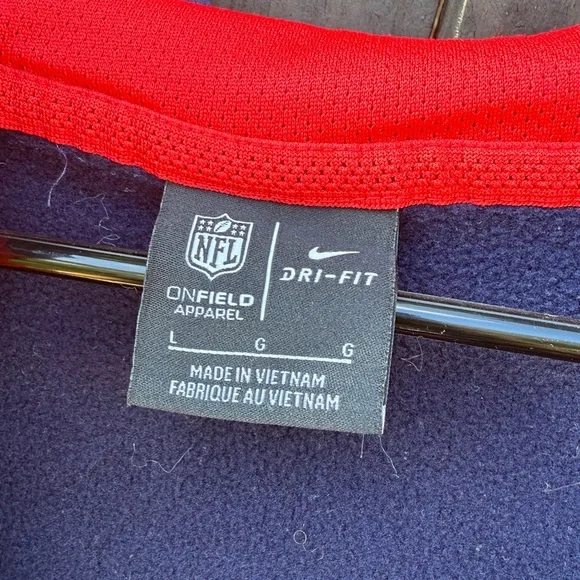 NFL
ONFIELD
APPAREL
DRI-FIT
L G G
MADE IN VIETNAM
FABRIQUE AU VIETNAM